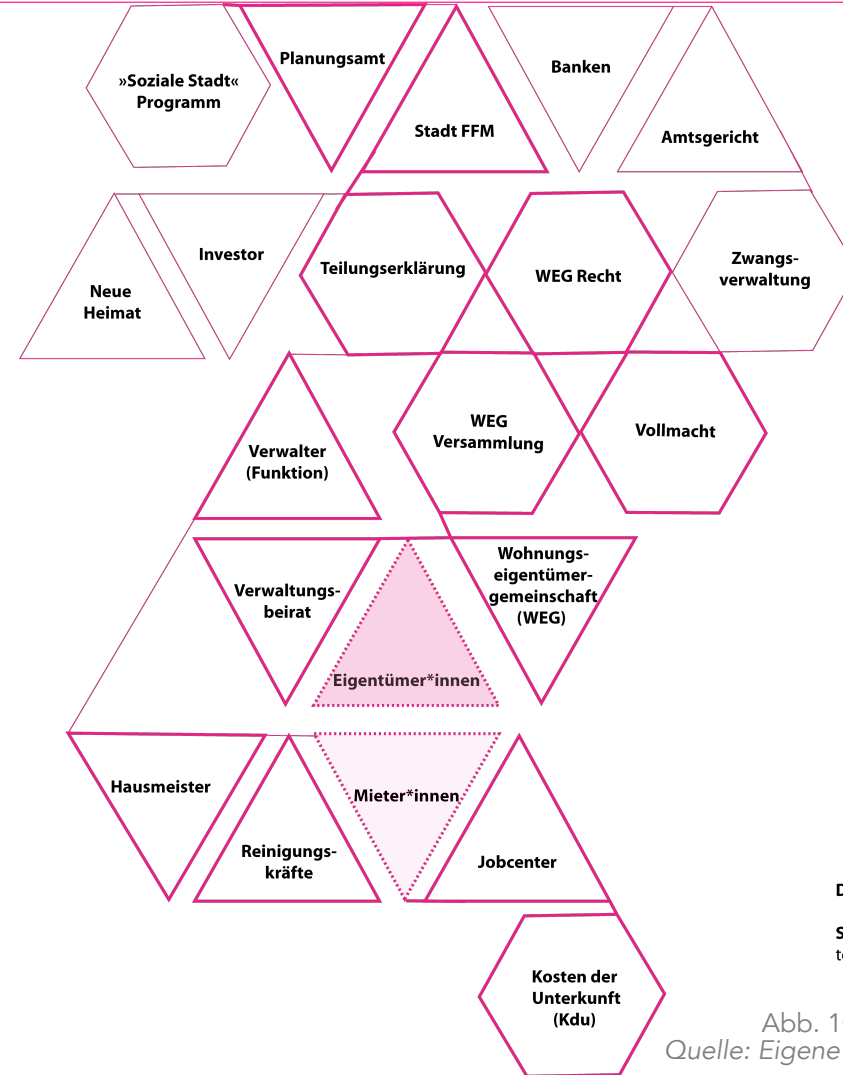 »Soziale Stadt«
Programm
Planungsamt
Stadt FFM
Banken
Amtsgericht
Neue
Heimat
Investor
Teilungserklärung
WEG Recht
Zwangs-
verwaltung
Verwalter
(Funktion)
WEG
Versammlung
Vollmacht
Verwaltungs-
beirat
Eigentümer*innen
Wohnungs-
eigentümer-
gemeinschaft
(WEG)
Hausmeister
Reinigungs-
kräfte
Mieter*innen
Jobcenter
Kosten der
Unterkunft
(Kdu)
D
S
Abb. 1
Quelle: Eigene